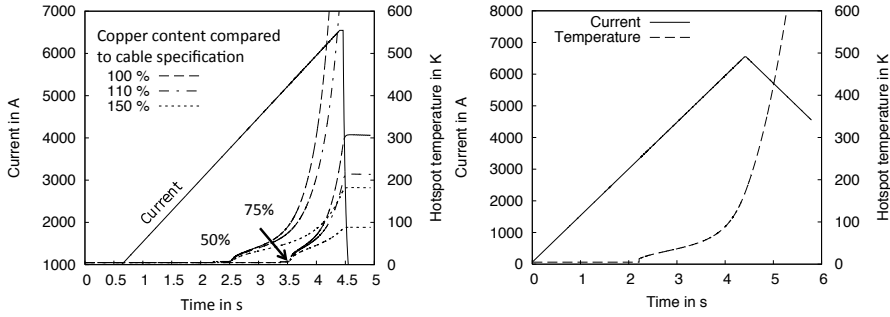 7000
6000
5000
4000
3000
2000
1000
Current in A
Copper content compared
to cable specification
100 %
110 %
150 %
Current
50%
75%
600
500
400
300
200
100
0
Hotspot temperature in K
0 0.5 1 1.5 2 2.5 3 3.5 4 4.5 5
Time in s
8000
7000
6000
5000
4000
3000
2000
1000
0
Current in A
Current
Temperature
600
500
400
300
200
100
0
Hotspot temperature in K
0 1 2 3 4 5 6
Time in s